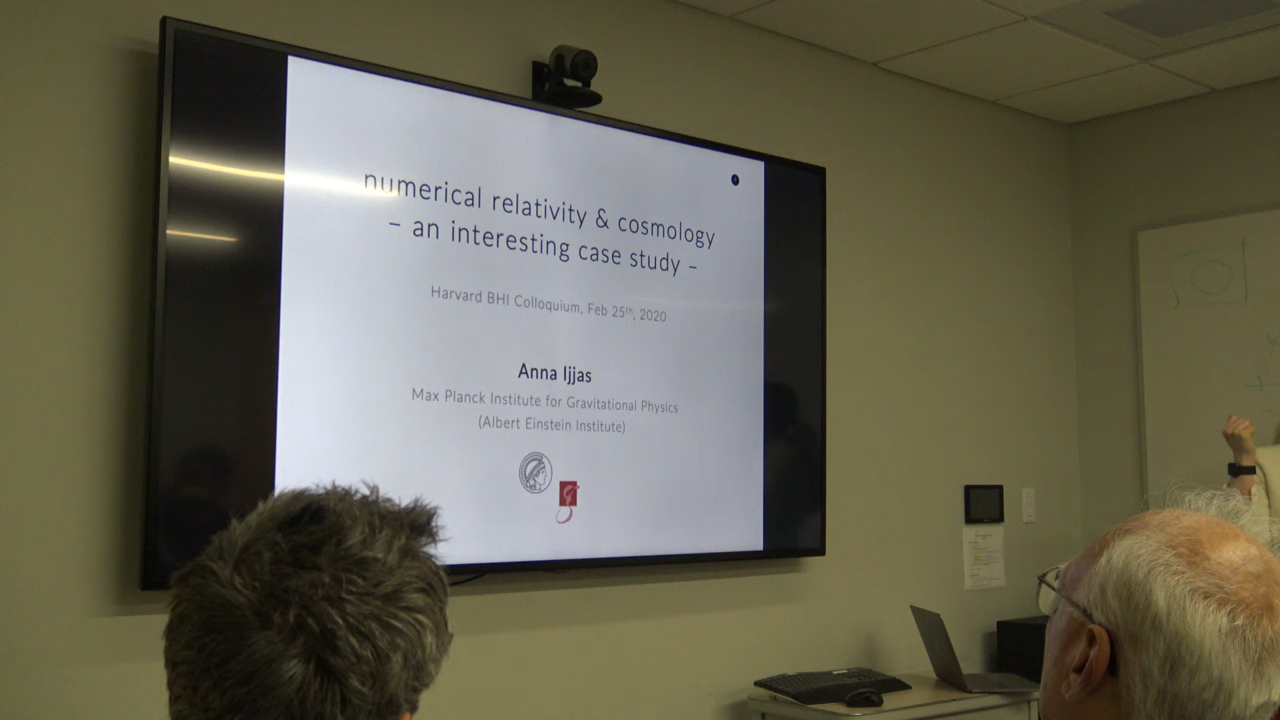 numerical relativity & cosmology
– an interesting case study –
Harvard BHI Colloquium, Feb 25th, 2020
Anna Ijjas
Max Planck Institute for Gravitational Physics
(Albert Einstein Institute)